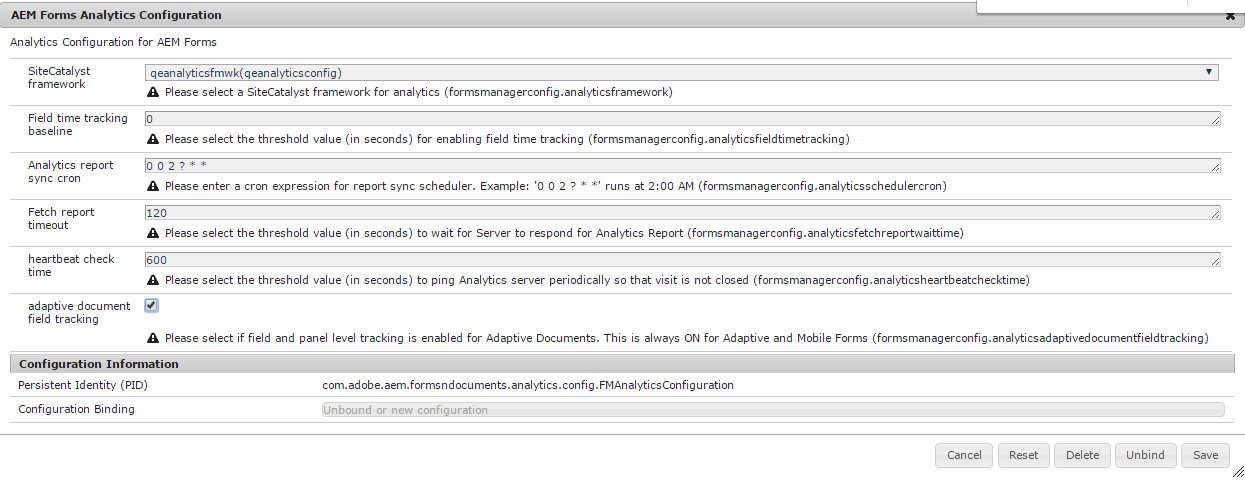 AEM Forms Analytics Configuration
Analytics Configuration for AEM Forms
SiteCatalyst
framework
qeanalyticsfmwk(qeanalyticsconfig)
Please select a SiteCatalyst framework for analytics (formsmanagerconfig.analyticsframework)
Field time tracking
baseline
0
Please select the threshold value (in seconds) for enabling field time tracking (formsmanagerconfig.analyticsfieldtimetracking)
Analytics report
sync cron
0 0 2 ? * *
Please enter a cron expression for report sync scheduler. Example: '0 0 2 ? * *' runs at 2:00 AM (formsmanagerconfig.analyticsschedulercron)
Fetch report
timeout
120
Please select the threshold value (in seconds) to wait for Server to respond for Analytics Report (formsmanagerconfig.analyticsfetchreportwaittime)
heartbeat check
time
600
Please select the threshold value (in seconds) to ping Analytics server periodically so that visit is not closed (formsmanagerconfig.analyticsheartbeatchecktime)
adaptive document
field tracking
Please select if field and panel level tracking is enabled for Adaptive Documents. This is always ON for Adaptive and Mobile Forms (formsmanagerconfig.analyticsadaptivedocumentfieldtracking)
Configuration Information
Persistent Identity (PID)
com.adobe.aem.formsndocuments.analytics.config.FMAnalyticsConfiguration
Configuration Binding
Unbound or new configuration
Cancel
Reset
Delete
Unbind
Save